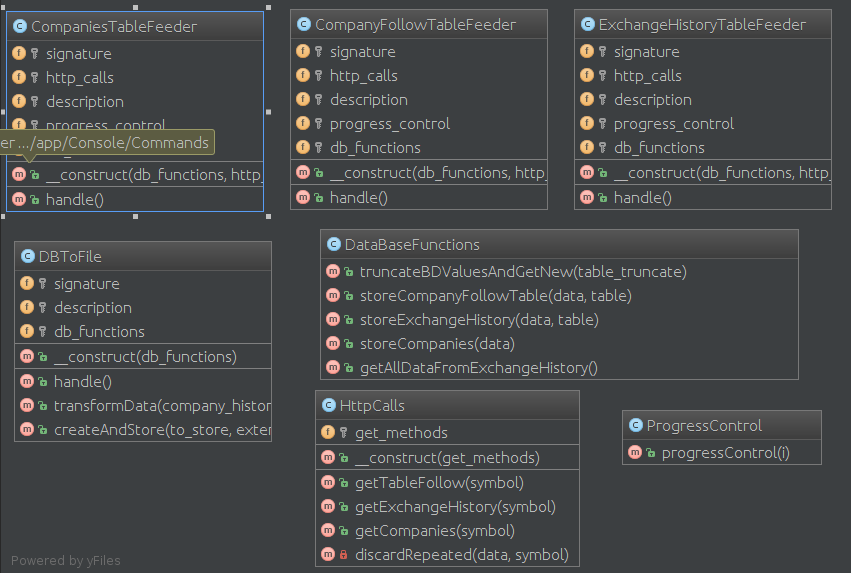 CompaniesTableFeeder
signature
http_calls
description
progress_control
er .../app/Console/Commands
__construct(db_functions, http_
handle()
CompanyFollowTableFeeder
signature
http_calls
description
progress_control
db_functions
__construct(db_functions, http_
handle()
ExchangeHistoryTableFeeder
signature
http_calls
description
progress_control
db_functions
__construct(db_functions, http_
handle()
DBToFile
signature
description
db_functions
__construct(db_functions)
handle()
transformData(company_histor
createAndStore(to_store, exter
DataBaseFunctions
truncateBDValuesAndGetNew(table_truncate)
storeCompanyFollowTable(data, table)
storeExchangeHistory(data, table)
storeCompanies(data)
getAllDataFromExchangeHistory()
HttpCalls
get_methods
__construct(get_methods)
getTableFollow(symbol)
getExchangeHistory(symbol)
getCompanies(symbol)
discardRepeated(data, symbol)
ProgressControl
progressControl(i)
Powered by yFiles